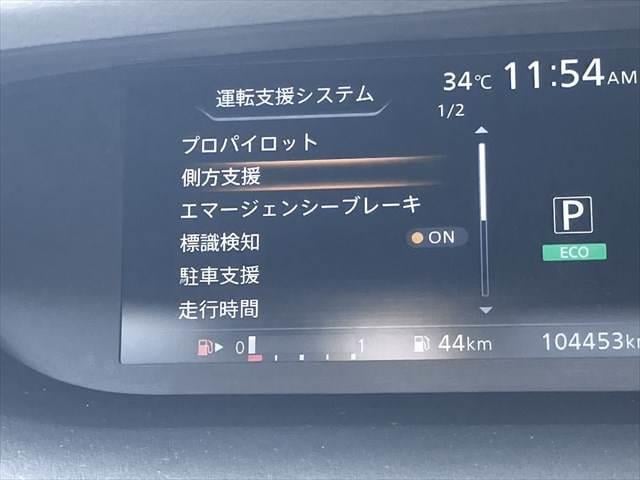 運転支援システム
34℃ 11:54AM
1/2
プロパイロット
側方支援
エマージェンシーブレーキ
標識検知 ON
駐車支援
走行時間
P
ECO
0 1 44km 104453km